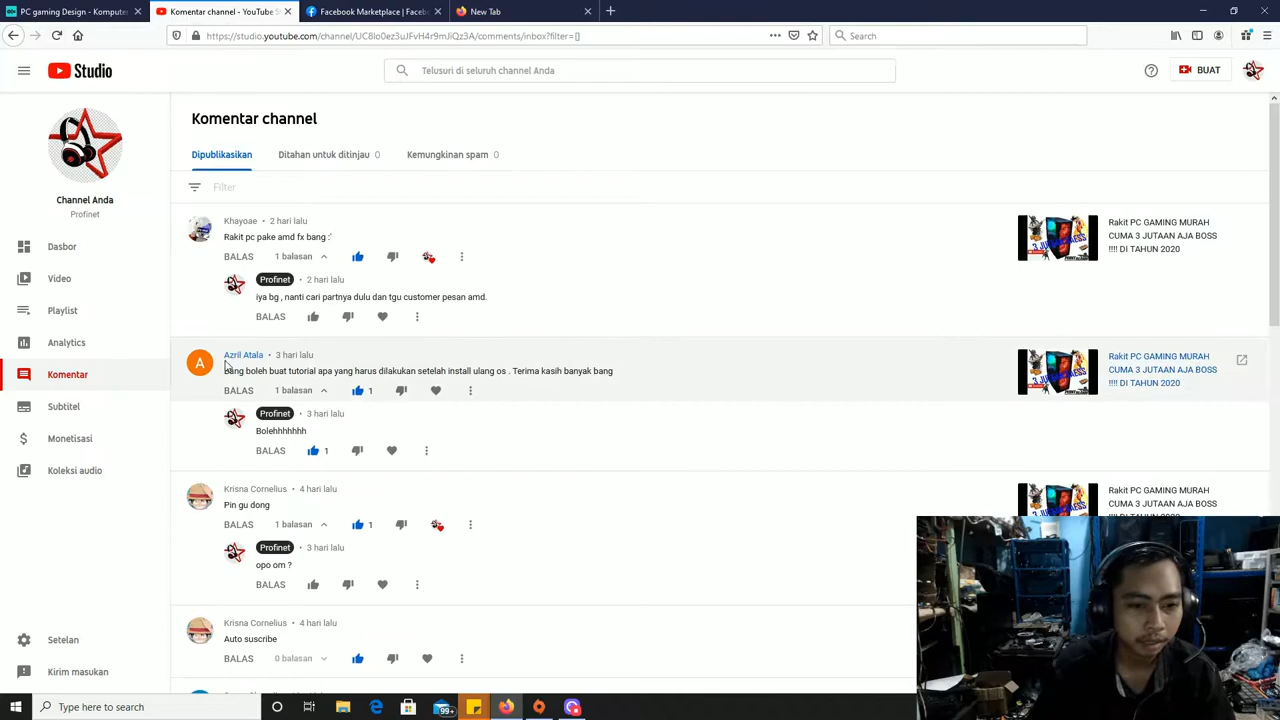 PC gaming Design - Komputer
Komentar channel - YouTube S
Facebook Marketplace | Facebo
New Tab
https://studio.youtube.com/channel/UC8Io0ez3uJFvH4r9mJiQz3A/comments/inbox?filter=[]
Search
Studio
Telusuri di seluruh channel Anda
BUAT
Channel Anda
Profinet
Dasbor
Video
Playlist
Analytics
Komentar
Subtitel
Monetisasi
Koleksi audio
Setelan
Kirim masukan
Komentar channel
Dipublikasikan
Ditahan untuk ditinjau 0
Kemungkinan spam 0
Filter
Khayoae • 2 hari lalu
Rakit pc pake amd fx bang :'
BALAS 1 balasan
Profinet • 2 hari lalu
iya bg , nanti cari partnya dulu dan tgu customer pesan amd.
BALAS
Rakit PC GAMING MURAH
CUMA 3 JUTAAN AJA BOSS
!!!! DI TAHUN 2020
A
Azril Atala • 3 hari lalu
Bang boleh buat tutorial apa yang harus dilakukan setelah install ulang os . Terima kasih banyak bang
BALAS 1 balasan 1
Profinet • 3 hari lalu
Bolehhhhhhh
BALAS 1
Rakit PC GAMING MURAH
CUMA 3 JUTAAN AJA BOSS
!!!! DI TAHUN 2020
Krisna Cornelius • 4 hari lalu
Pin gu dong
BALAS 1 balasan 1
Profinet • 3 hari lalu
opo om ?
BALAS
Rakit PC GAMING MURAH
CUMA 3 JUTAAN AJA BOSS
Krisna Cornelius • 4 hari lalu
Auto suscribe
BALAS 0 balasan
Type here to search
99+